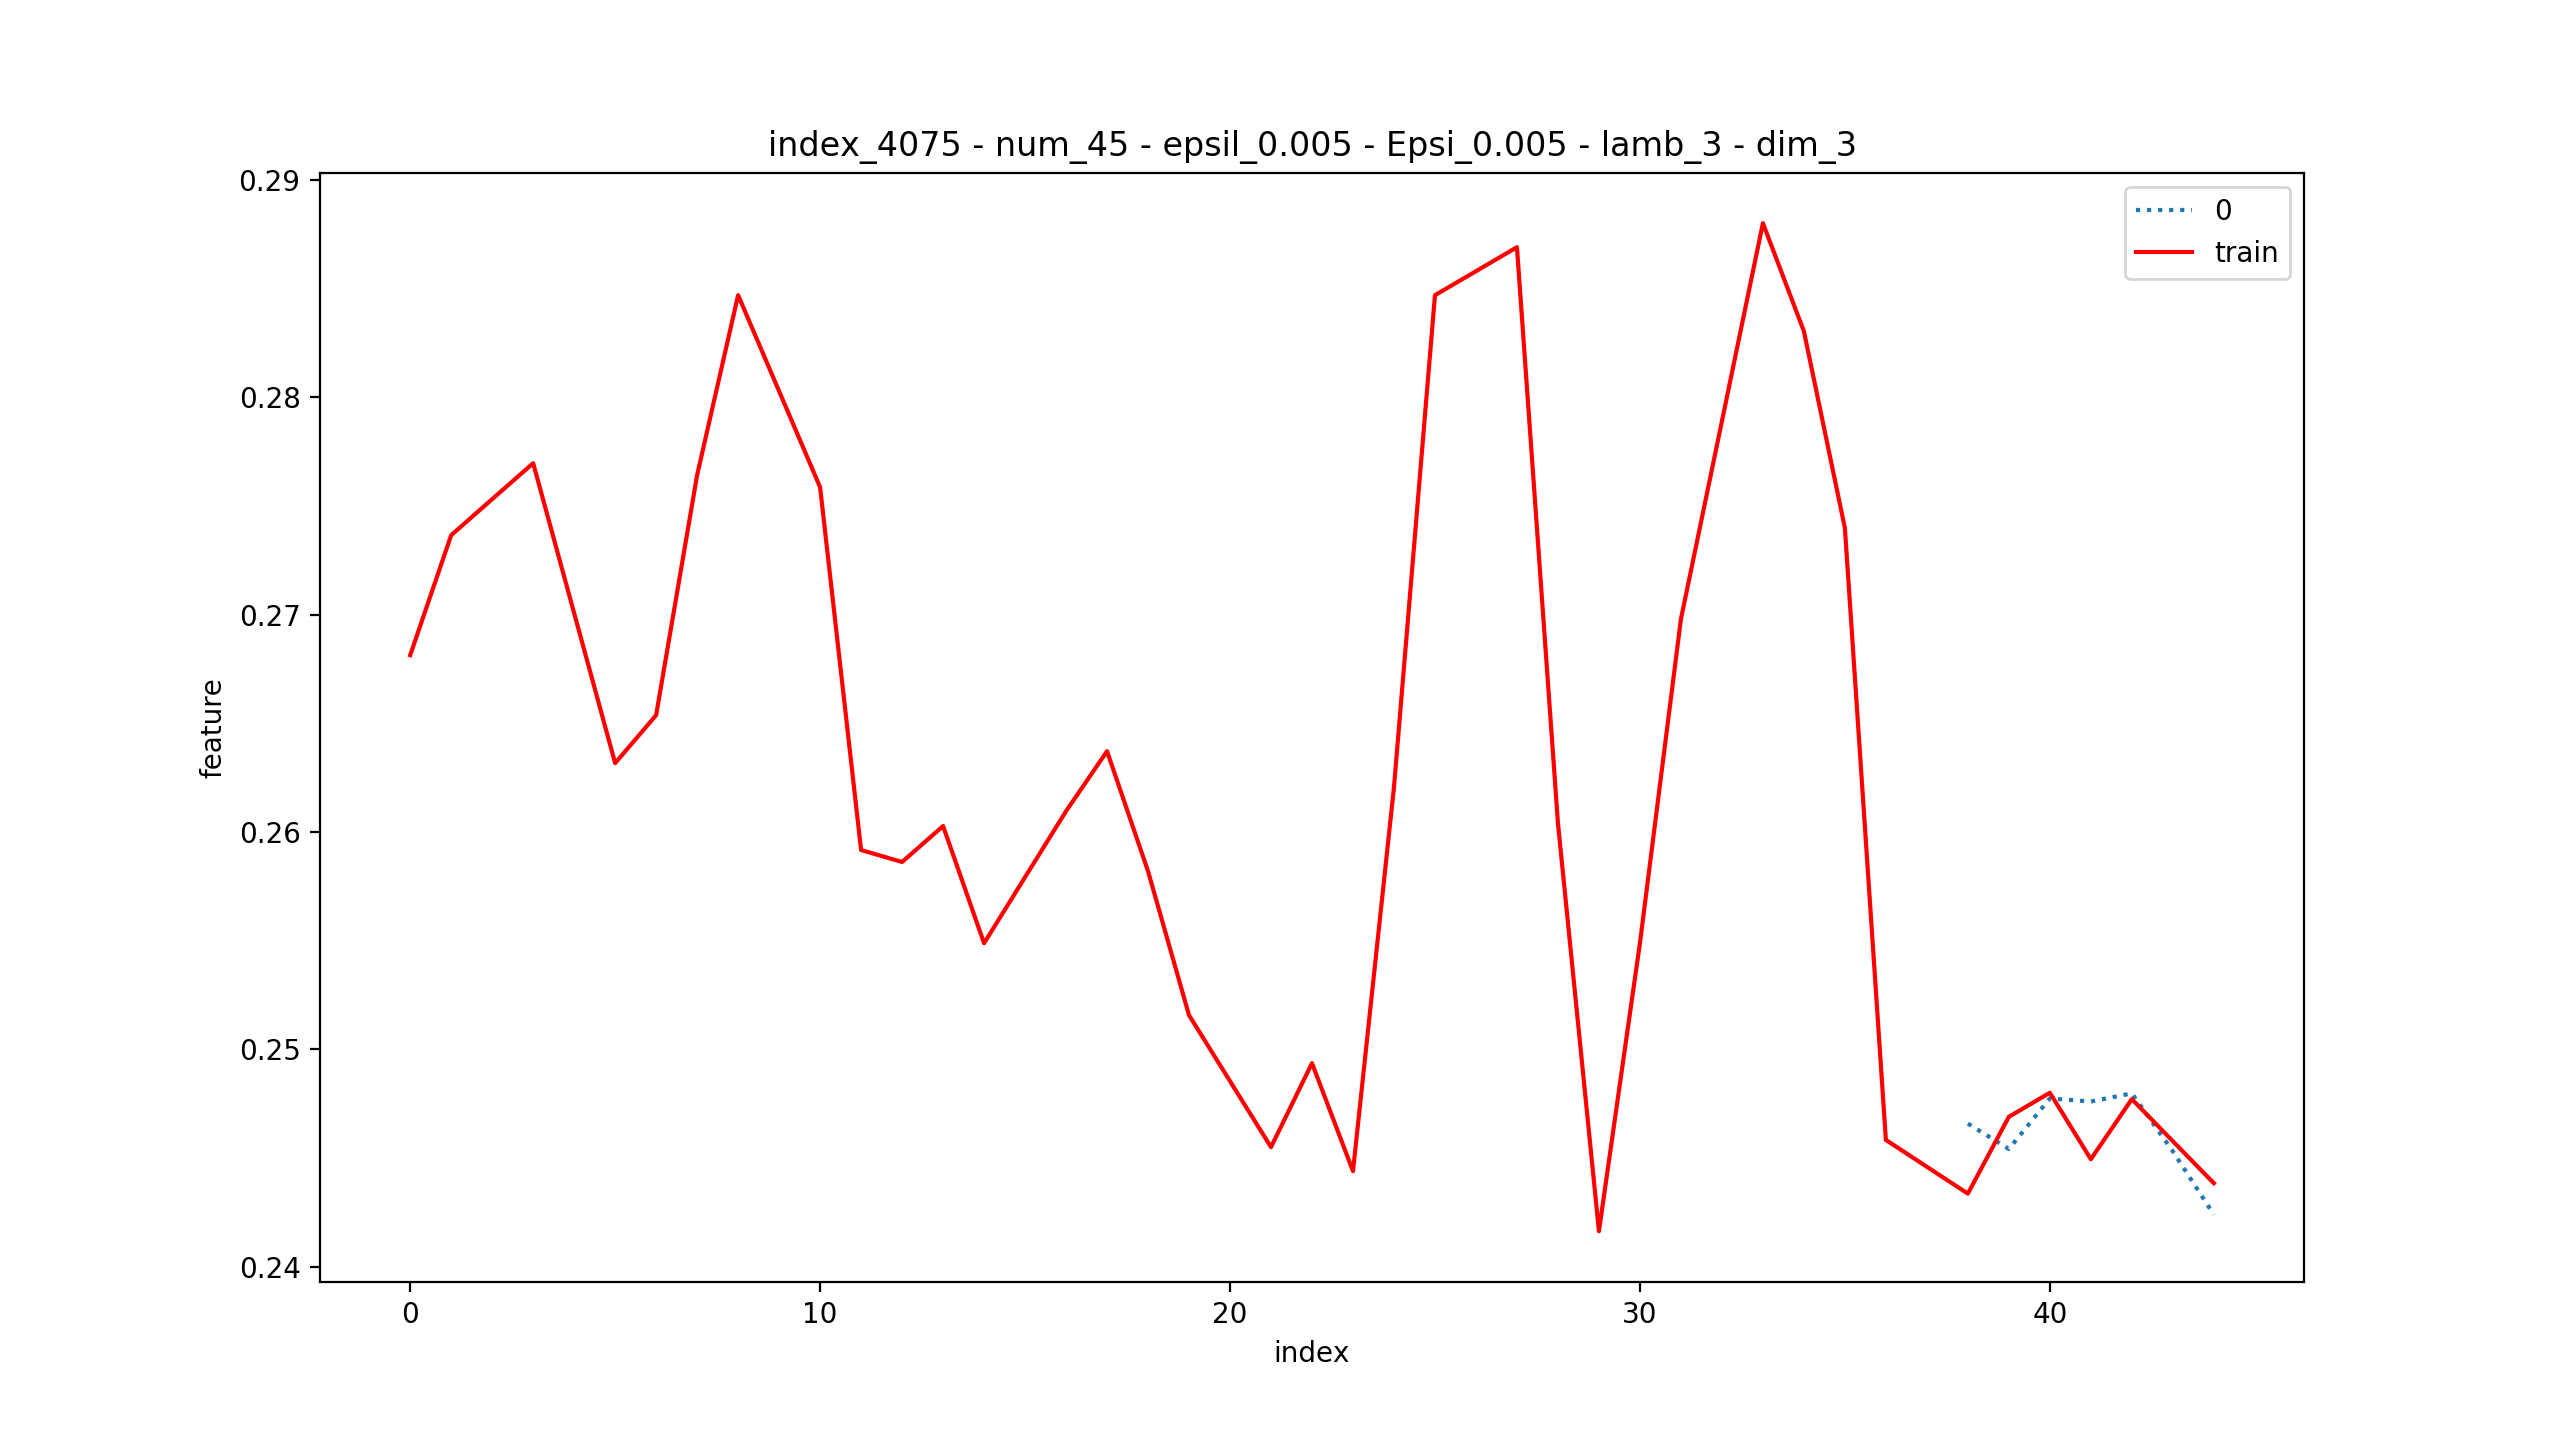 index_4075 - num_45 - epsil_0.005 - Epsi_0.005 - lamb_3 - dim_3
0.29
0.28
0.27
0.26
0.25
0.24
feature
0
train
0 10 20 30 40
index